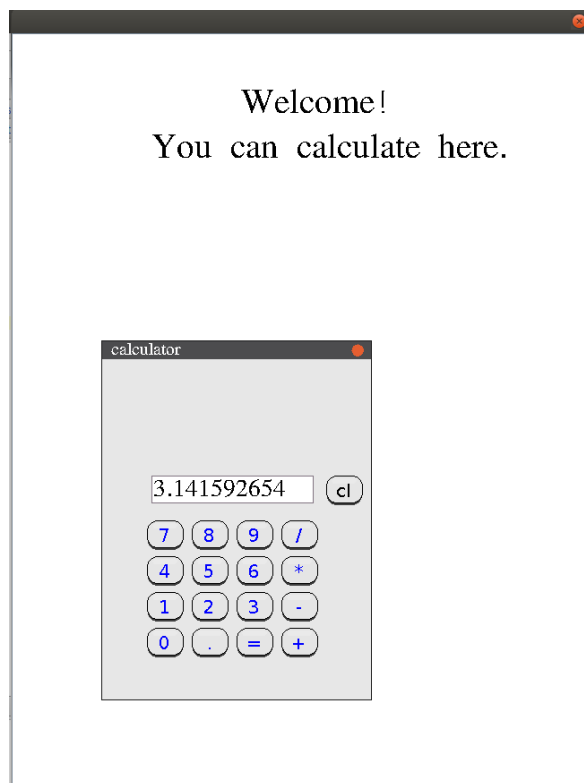 Welcome!
You can calculate here.
calculator
3.141592654 cl
7 8 9 /
4 5 6 *
1 2 3 -
0 . = +